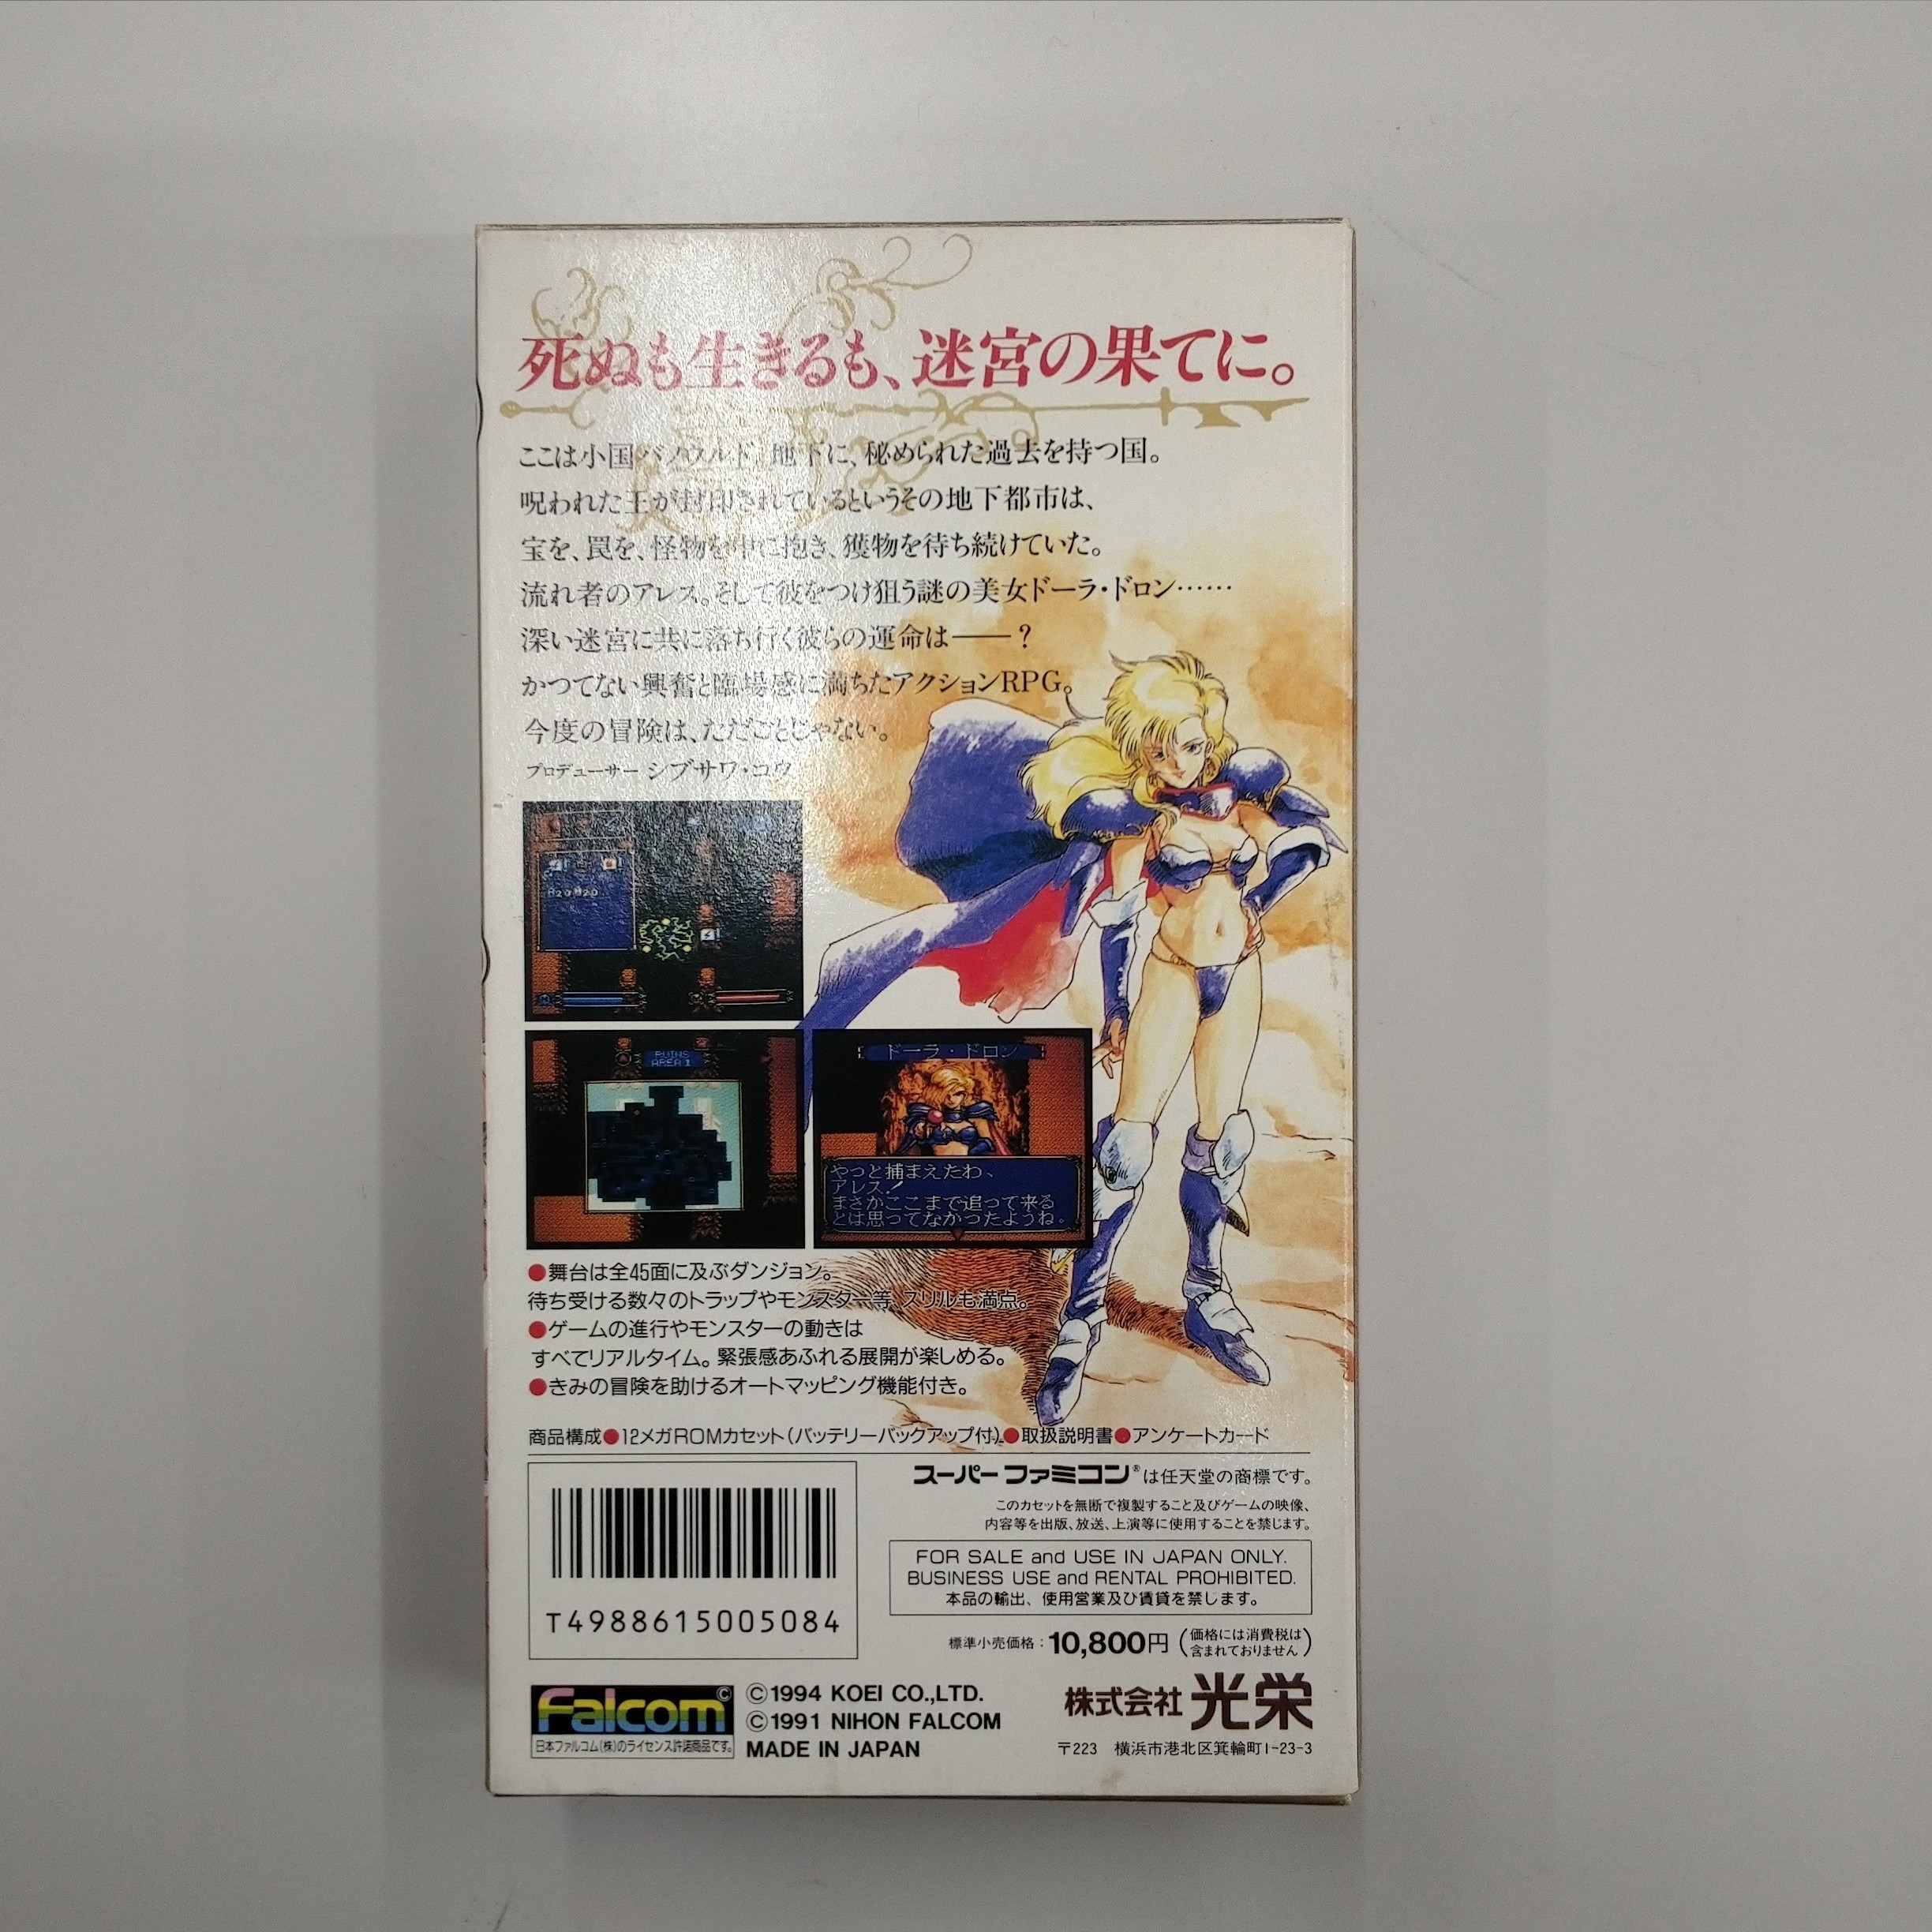 死ぬも生きるも、迷宮の果てに。
ここは小国バノウルド。地下に、秘められた過去を持つ国。
呪われた王が封印されているというその地下都市は、
宝を、罠を、怪物を中に抱き、獲物を待ち続けていた。
流れ者のアレス。そして彼をつけ狙う謎の美女ドーラ・ドロン……
深い迷宮に共に落ち行く彼らの運命は——？
かつてない興奮と臨場感に満ちたアクションRPG。
今度の冒険は、ただごとじゃない。
プロデューサー シブサワ・コウ
RUINS
AREA 1
ドーラ・ドロン
やっと捕まえたわ、
アレス！
まさかここまで追って来る
とは思ってなかったようね。
●舞台は全45面に及ぶダンジョン。
待ち受ける数々のトラップやモンスター等、スリルも満点。
●ゲームの進行やモンスターの動きは
すべてリアルタイム。緊張感あふれる展開が楽しめる。
●きみの冒険を助けるオートマッピング機能付き。
商品構成●12メガROMカセット（バッテリーバックアップ付）●取扱説明書●アンケートカード
スーパーファミコン®は任天堂の商標です。
このカセットを無断で複製すること及びゲームの映像、
内容等を出版、放送、上演等に使用することを禁じます。
FOR SALE and USE IN JAPAN ONLY.
BUSINESS USE and RENTAL PROHIBITED.
本品の輸出、使用営業及び賃貸を禁じます。
T4988615005084
標準小売価格：10,800円（価格には消費税は
含まれておりません）
Falcom©
日本ファルコム（株）のライセンス許諾商品です。
©1994 KOEI CO.,LTD.
©1991 NIHON FALCOM
MADE IN JAPAN
株式会社 光栄
〒223 横浜市港北区箕輪町1-23-3